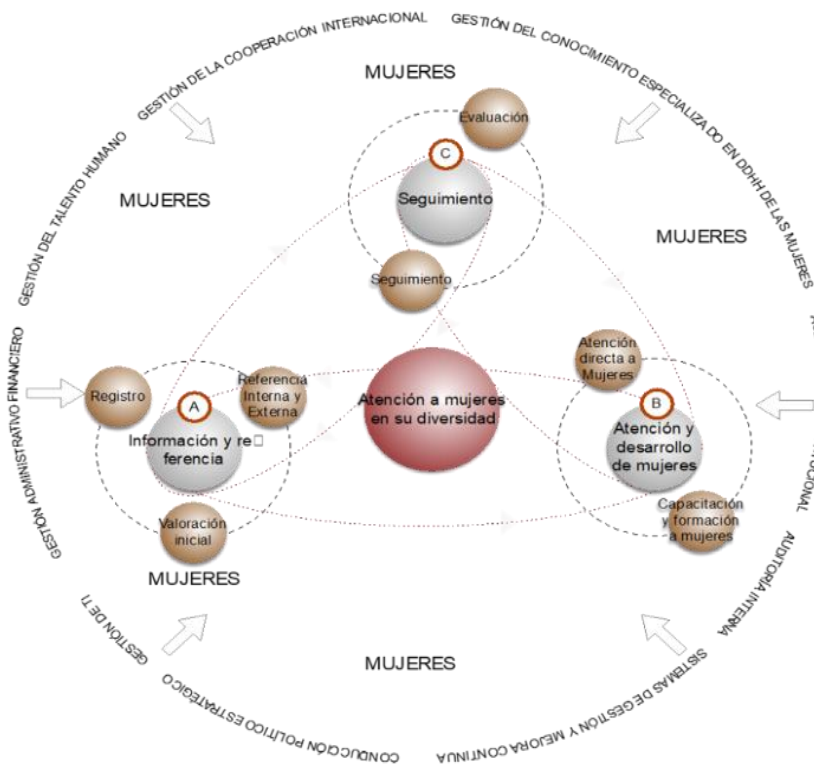 GESTIÓN DE LA COOPERACIÓN INTERNACIONAL
GESTIÓN DEL CONOCIMIENTO ESPECIALIZADO EN DDHH DE LAS MUJERES
GESTIÓN DEL TALENTO HUMANO
GESTIÓN ADMINISTRATIVO FINANCIERO
GESTIÓN DE TI
CONDUCCIÓN POLÍTICO ESTRATÉGICO
SISTEMAS DE GESTIÓN Y MEJORA CONTINUA
AUDITORÍA INTERNA
MUJERES
Evaluación
C
Seguimiento
Seguimiento
MUJERES
MUJERES
Registro
Referencia
Interna y
Externa
A
Información y re
ferencia
Valoración
inicial
MUJERES
Atención a mujeres
en su diversidad
Atención
directa a
Mujeres
B
Atención y
desarrollo
de mujeres
Capacitación
y formación
a mujeres
MUJERES